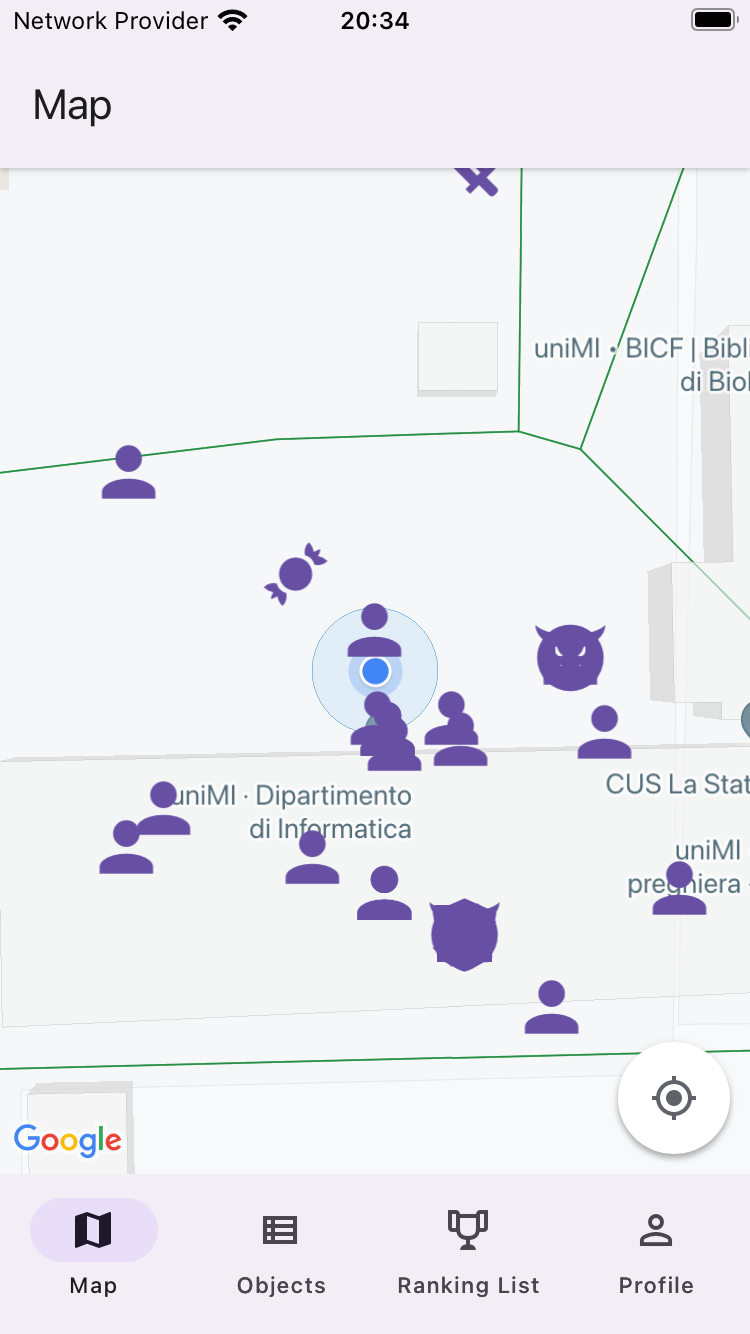 Network Provider 20:34
Map
uniMI • BICF | Bibli
di Biol
uniMI · Dipartimento
di Informatica
CUS La Stat
uniMI
preghiera
Google
Map Objects Ranking List Profile